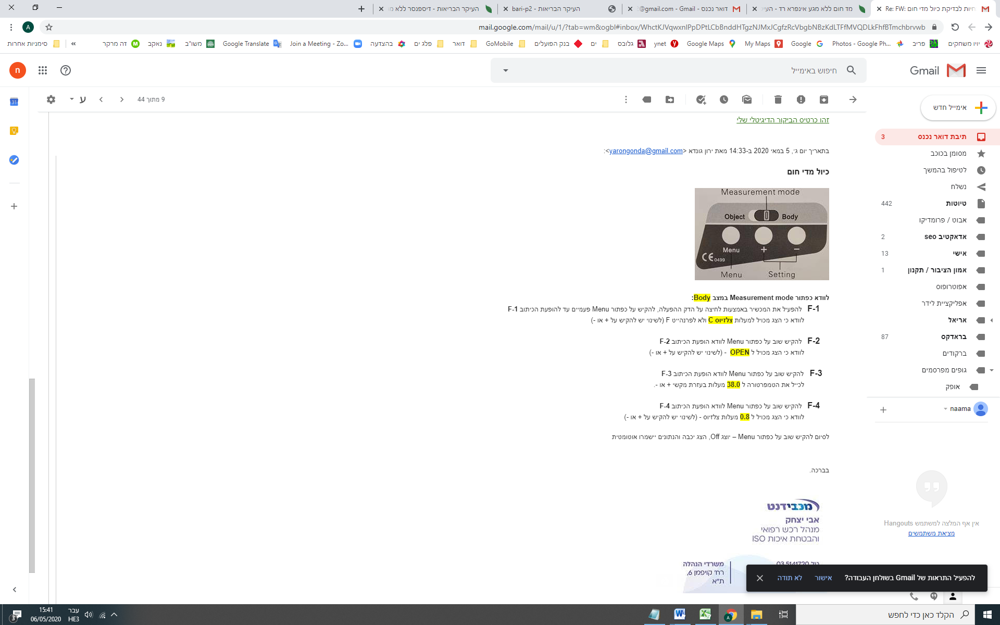 Re: FW: חיות לבדיקת כיול מדי חום
מד חום ללא מגע אינפרא רד - העיק
דואר נכנס - @gmail.com - Gmail
העיקר הבריאות - bari-p2
העיקר הבריאות - דיספנסר ללא מג
mail.google.com/mail/u/1/?tab=wm&ogbl#inbox/WhctKJVqwxnlPpDPtLCbBnddHTgzNJMxJCgfzRcVbgbNBzKdLTFfMVQDLkFhfBTmchbrvwb
A
יויו משחקים
פריב
Photos - Google Ph...
Google
My Maps
Google Maps
ynet
גלובס
ים
בנק הפועלים
GoMobile
דואר
פלג ים
בהצדעה
Join a Meeting - Zo...
Google Translate
משו"ב
נאקב
דה מרקר
»
סימניות אחרות
Gmail
חיפוש באימייל
n
9 מתוך 44
ע
אימייל חדש
תיבת דואר נכנס 3
מסומן בכוכב
לטיפול בהמשך
נשלח
טיוטות 442
אבוט / פרומדיקו
אדאקטיב seo 2
אישי 13
אמון הציבור / תקנון 1
אפוטרופוס
אפליקציית לידר
אריאל
בראדקס 87
ברקודים
גופים מפרסמים
אופק
naama
אין אף המלצה למשתמש Hangouts
מציאת משתמשים
31
זהו כרטיס הביקור הדיגיטלי שלי
בתאריך יום ג׳, 5 במאי 2020 ב-14:33 מאת ירון גונדא <yarongonda@gmail.com>:
כיול מדי חום
Measurement mode
Object Body
Menu + −
CE 0499
Menu Setting
לוודא כפתור Measurement mode במצב Body:
F-1 להפעיל את המכשיר באמצעות לחיצה על הדק ההפעלה, להקיש על כפתור Menu פעמיים עד להופעת הכיתוב F-1
לוודא כי הצג מכויל למעלות צלזיוס C ולא לפרנהייט F (לשינוי יש להקיש על + או -)
F-2 להקיש שוב על כפתור Menu לוודא הופעת הכיתוב F-2
לוודא כי הצג מכויל ל OPEN - (לשינוי יש להקיש על + או -)
F-3 להקיש שוב על כפתור Menu לוודא הופעת הכיתוב F-3
לכייל את הטמפרטורה ל 38.0 מעלות בעזרת מקשי + או -.
F-4 להקיש שוב על כפתור Menu לוודא הופעת הכיתוב F-4
לוודא כי הצג מכויל ל 0.8 מעלות צלזיוס - (לשינוי יש להקיש על + או -)
לסיום להקיש שוב על כפתור Menu – יוצג Off, הצג יכבה והנתונים יישמרו אוטומטית
בברכה.
מכבידנט
אבי יצחק
מנהל רכש רפואי
והבטחת איכות ISO
טל 03 5141720
משרדי הנהלה
רח' קויפמן 6,
ת"א
להפעיל התראות של Gmail בשולחן העבודה?
אישור
לא תודה
הקלד כאן כדי לחפש
עבר
HE3
15:41
06/05/2020
3